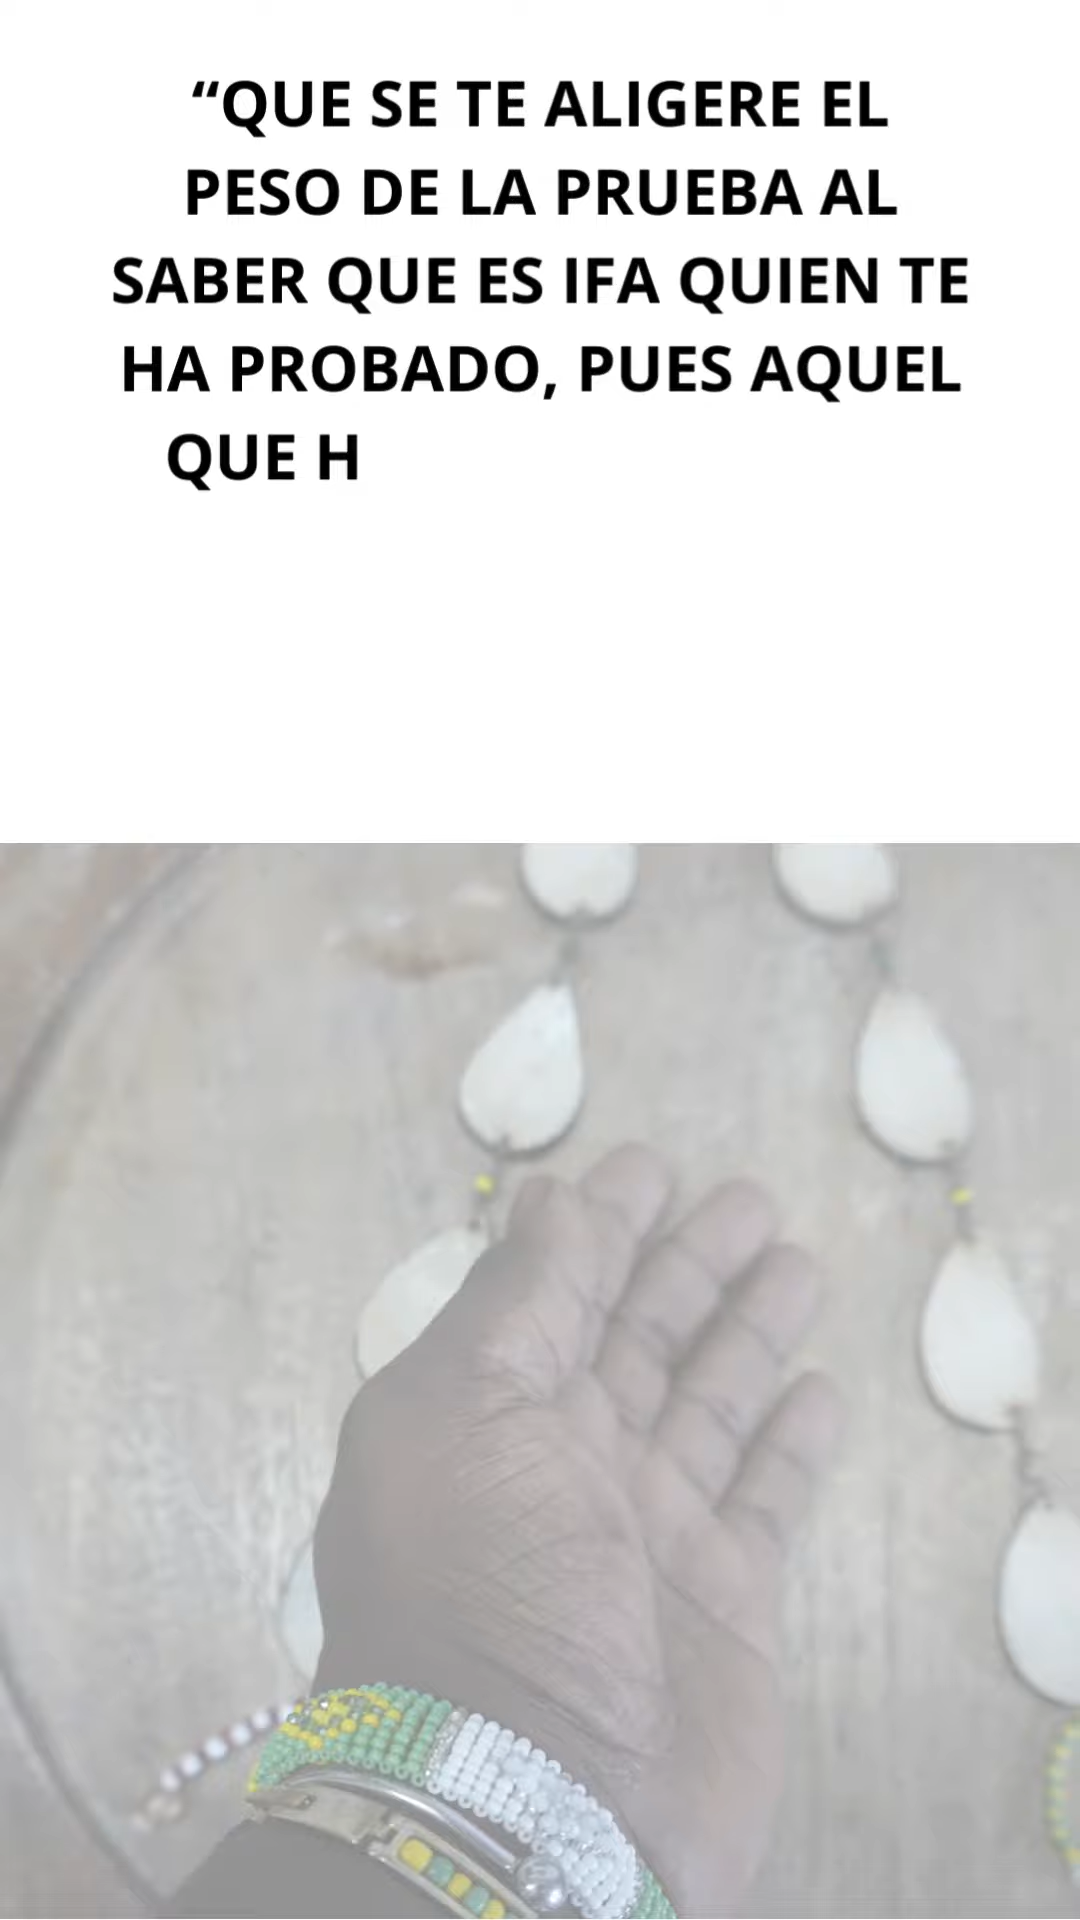 “QUE SE TE ALIGERE EL
PESO DE LA PRUEBA AL
SABER QUE ES IFA QUIEN TE
HA PROBADO, PUES AQUEL
QUE H